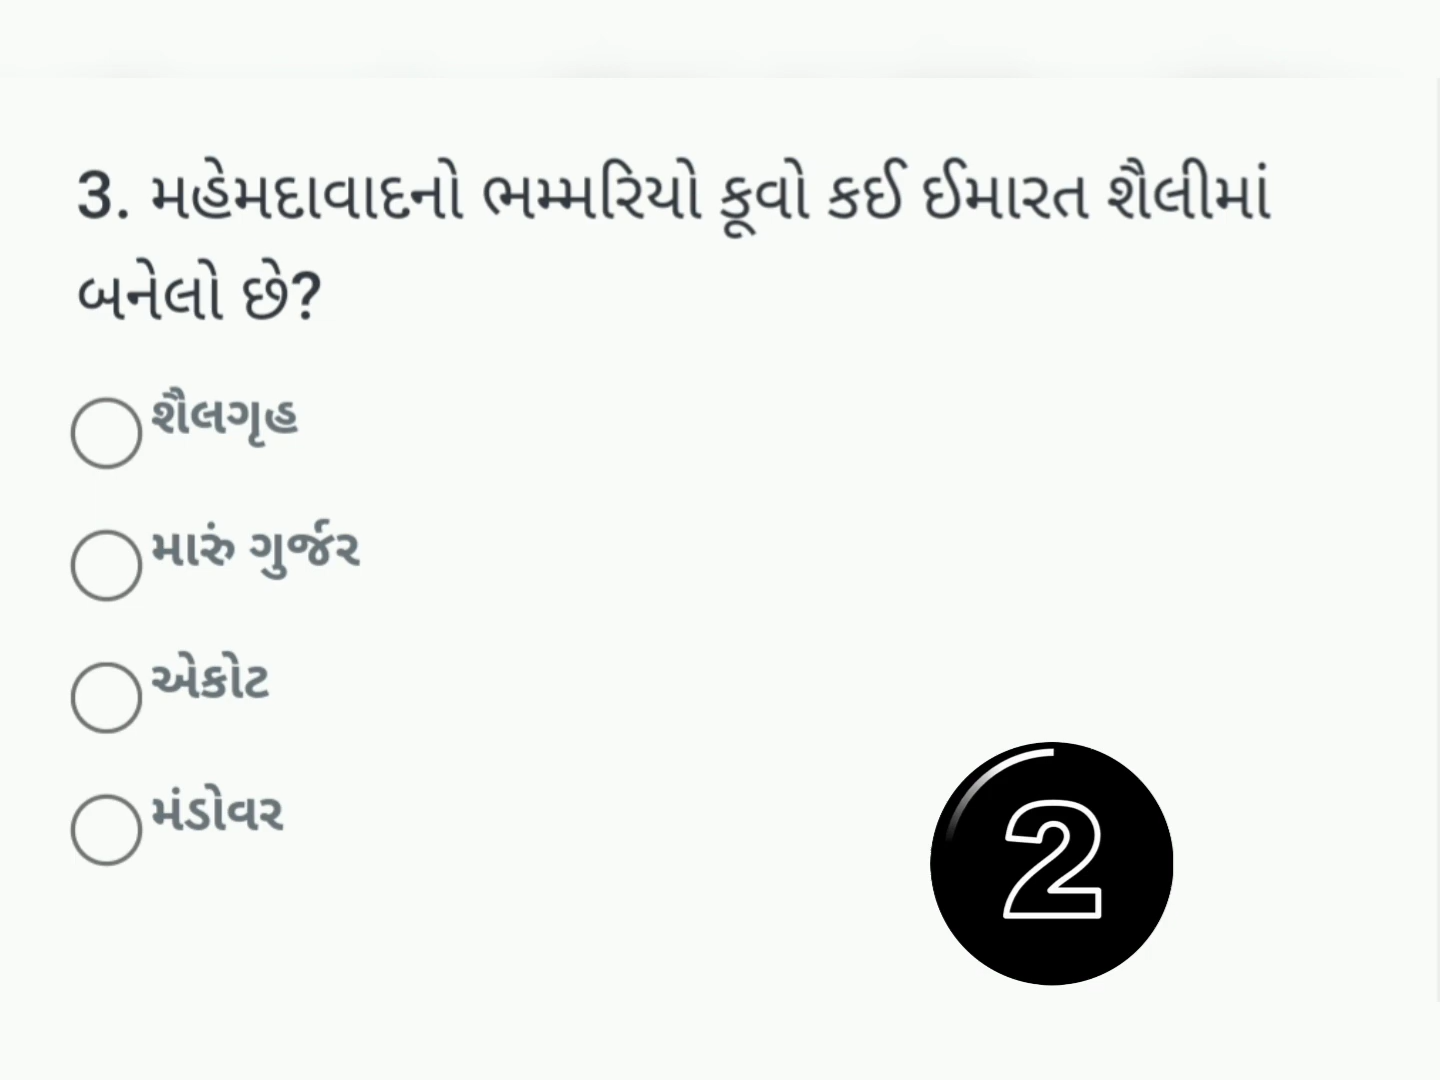 3. મહેમદાવાદનો ભમ્મરિયો કૂવો કઈ ઈમારત શૈલીમાં
બનેલો છે?
શૈલગૃહ
મારું ગુર્જર
એકોટ
મંડોવર
2